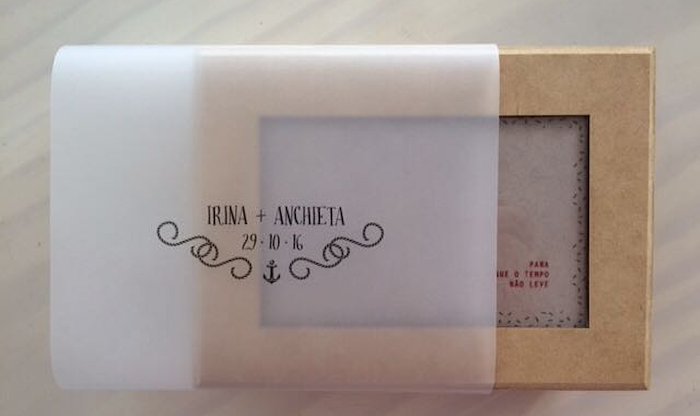 IRINA + ANCHIETA
29·10·16
PARA
QUE O TEMPO
NÃO LEVE